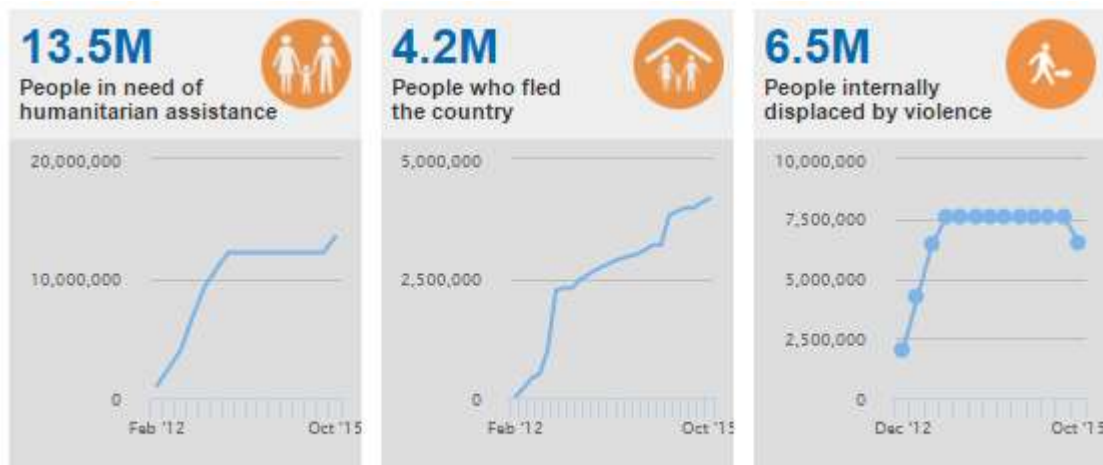 13.5M
People in need of
humanitarian assistance
20,000,000
10,000,000
0
Feb '12
Oct '15
4.2M
People who fled
the country
5,000,000
2,500,000
0
Feb '12
Oct '15
6.5M
People internally
displaced by violence
10,000,000
7,500,000
5,000,000
2,500,000
0
Dec '12
Oct '15